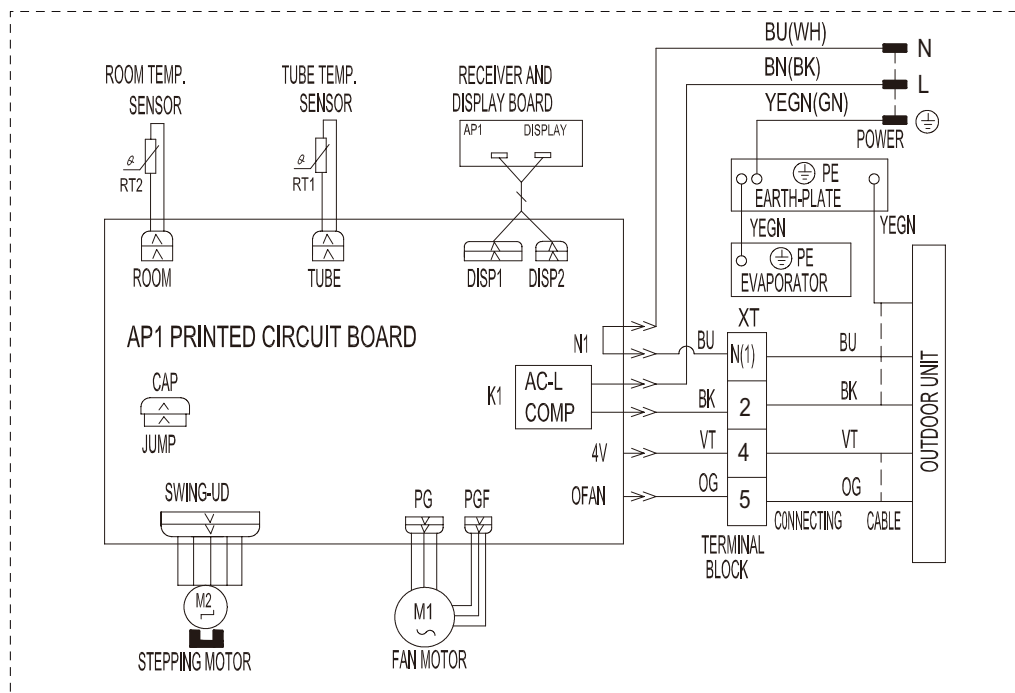 BU(WH)
N
BN(BK)
L
YEGN(GN)
POWER
ROOM TEMP.
SENSOR
TUBE TEMP.
SENSOR
RECEIVER AND
DISPLAY BOARD
AP1 DISPLAY
θ
RT2
θ
RT1
PE
EARTH-PLATE
YEGN
YEGN
PE
EVAPORATOR
ROOM
TUBE
DISP1
DISP2
AP1 PRINTED CIRCUIT BOARD
XT
N1
BU
N(1)
BU
K1
AC-L
COMP
BK
2
BK
CAP
JUMP
4V
VT
4
VT
OFAN
OG
5
OG
CONNECTING CABLE
OUTDOOR UNIT
TERMINAL
BLOCK
SWING-UD
PG
PGF
M2
STEPPING MOTOR
M1
FAN MOTOR